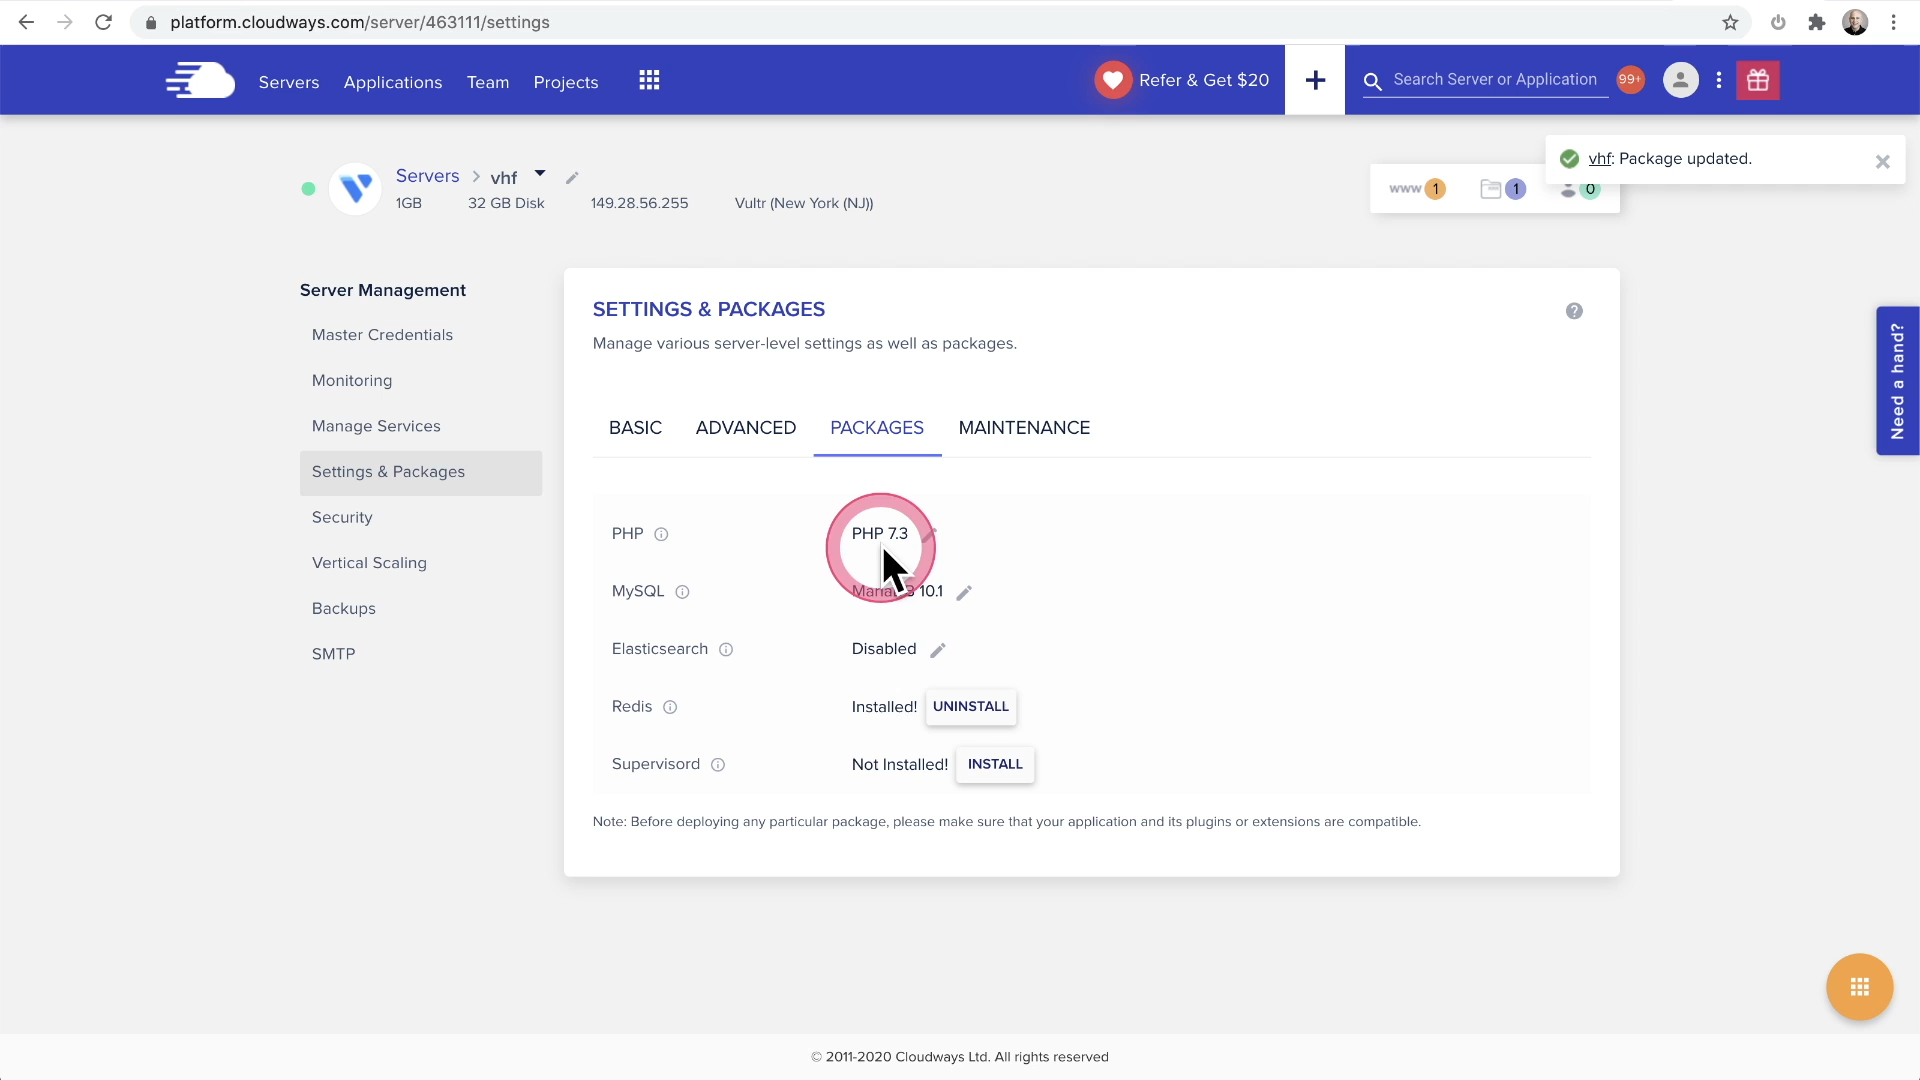 platform.cloudways.com/server/463111/settings
Servers Applications Team Projects
Refer & Get $20
+
Search Server or Application
99+
vhf: Package updated.
Servers > vhf
1GB 32 GB Disk 149.28.56.255 Vultr (New York (NJ))
www 1 1 0
Server Management
Master Credentials
Monitoring
Manage Services
Settings & Packages
Security
Vertical Scaling
Backups
SMTP
SETTINGS & PACKAGES
Manage various server-level settings as well as packages.
BASIC ADVANCED PACKAGES MAINTENANCE
PHP PHP 7.3
MySQL 10.1
Elasticsearch Disabled
Redis Installed! UNINSTALL
Supervisord Not Installed! INSTALL
Note: Before deploying any particular package, please make sure that your application and its plugins or extensions are compatible.
Need a hand?
© 2011-2020 Cloudways Ltd. All rights reserved